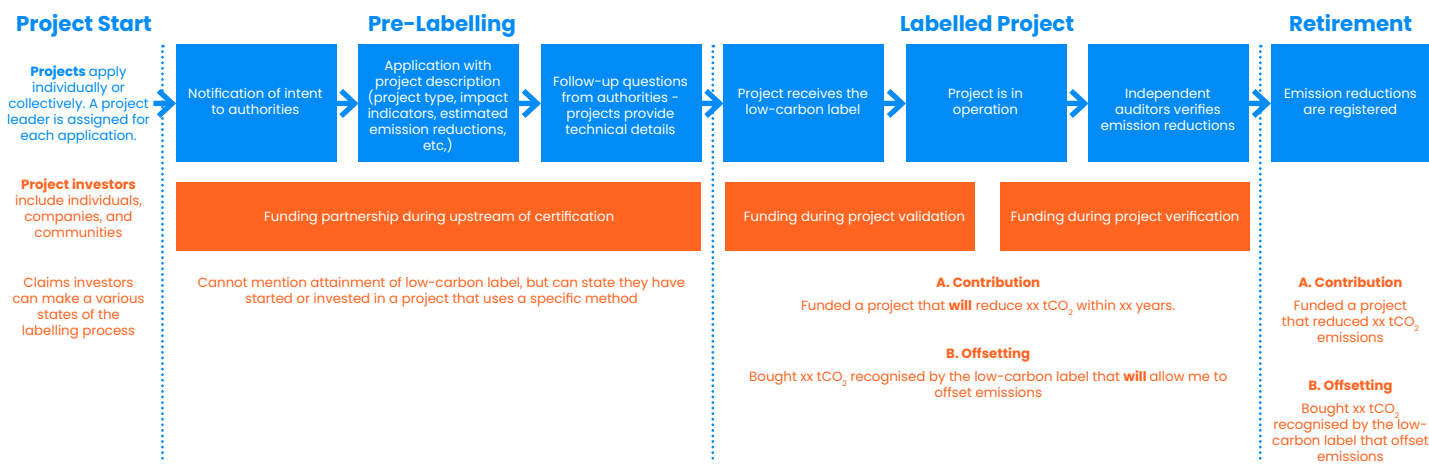 Project Start
Pre-Labelling
Labelled Project
Retirement
Projects apply
individually or
collectively. A project
leader is assigned for
each application.
Notification of intent
to authorities
Application with
project description
(project type, impact
indicators, estimated
emission reductions,
etc,)
Follow-up questions
from authorities -
projects provide
technical details
Project receives the
low-carbon label
Project is in
operation
Independent
auditors verifies
emission reductions
Emission reductions
are registered
Project investors
include individuals,
companies, and
communities
Funding partnership during upstream of certification
Funding during project validation
Funding during project verification
Claims investors
can make a various
states of the
labelling process
Cannot mention attainment of low-carbon label, but can state they have
started or invested in a project that uses a specific method
A. Contribution
Funded a project that will reduce xx tCO2 within xx years.
B. Offsetting
Bought xx tCO2 recognised by the low-carbon label that will allow me to
offset emissions
A. Contribution
Funded a project
that reduced xx tCO2
emissions
B. Offsetting
Bought xx tCO2
recognised by the low-
carbon label that offset
emissions